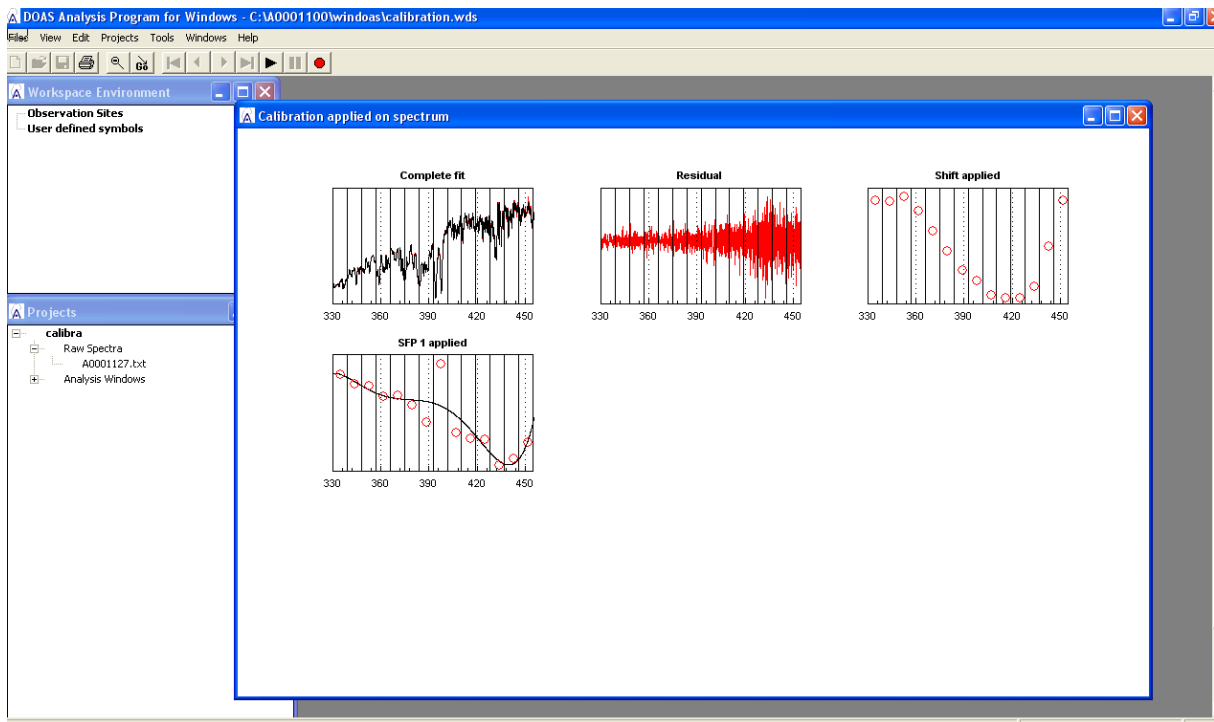 DOAS Analysis Program for Windows - C:\A0001100\windoas\calibration.wds
Files View Edit Projects Tools Windows Help
GO
Workspace Environment
Observation Sites
User defined symbols
Calibration applied on spectrum
Complete fit
330 360 390 420 450
Residual
330 360 390 420 450
Shift applied
330 360 390 420 450
SFP 1 applied
330 360 390 420 450
Projects
calibra
Raw Spectra
A0001127.txt
Analysis Windows